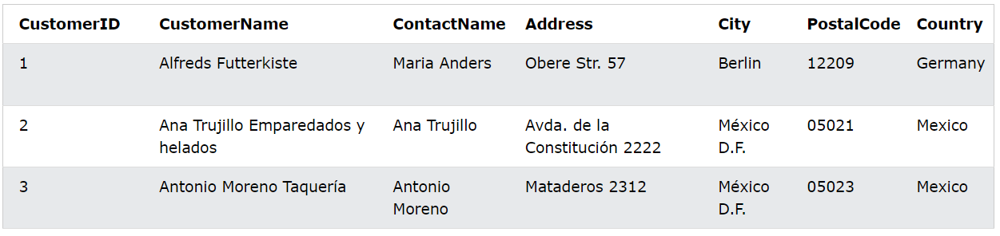 CustomerID CustomerName ContactName Address City PostalCode Country
1 Alfreds Futterkiste Maria Anders Obere Str. 57 Berlin 12209 Germany
2 Ana Trujillo Emparedados y Ana Trujillo Avda. de la México 05021 Mexico
helados Constitución 2222 D.F.
3 Antonio Moreno Taquería Antonio Mataderos 2312 México 05023 Mexico
Moreno D.F.